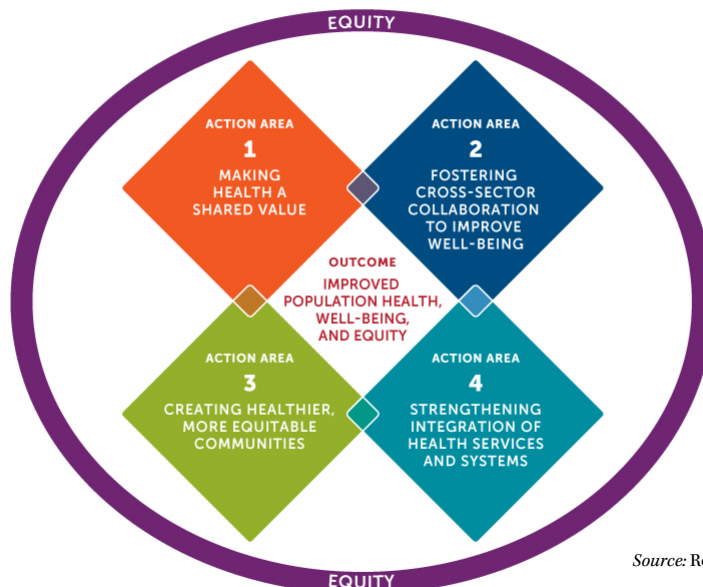 EQUITY
ACTION AREA
1
MAKING
HEALTH A
SHARED VALUE
ACTION AREA
2
FOSTERING
CROSS-SECTOR
COLLABORATION
TO IMPROVE
WELL-BEING
OUTCOME
IMPROVED
POPULATION HEALTH,
WELL-BEING,
AND EQUITY
ACTION AREA
3
CREATING HEALTHIER,
MORE EQUITABLE
COMMUNITIES
ACTION AREA
4
STRENGTHENING
INTEGRATION OF
HEALTH SERVICES
AND SYSTEMS
Source:
EQUITY